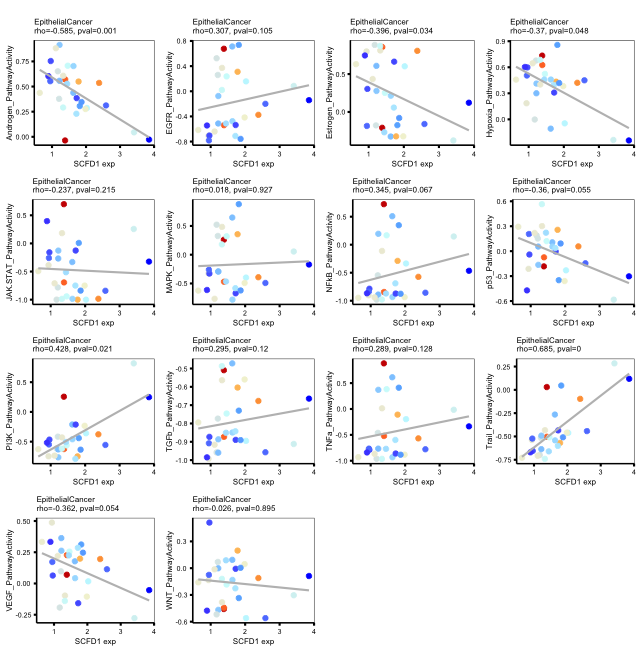 EpithelialCancer
rho=-0.585, pval=0.001
Androgen_PathwayActivity
0.75
0.50
0.25
0.00
1 2 3 4
SCFD1 exp
EpithelialCancer
rho=0.307, pval=0.105
EGFR_PathwayActivity
0.8
0.4
0.0
-0.4
-0.8
1 2 3 4
SCFD1 exp
EpithelialCancer
rho=-0.396, pval=0.034
Estrogen_PathwayActivity
0.5
0.0
1 2 3 4
SCFD1 exp
EpithelialCancer
rho=-0.37, pval=0.048
Hypoxia_PathwayActivity
0.9
0.6
0.3
0.0
1 2 3 4
SCFD1 exp
EpithelialCancer
rho=-0.237, pval=0.215
JAK.STAT_PathwayActivity
0.5
0.0
-0.5
-1.0
1 2 3 4
SCFD1 exp
EpithelialCancer
rho=0.018, pval=0.927
MAPK_PathwayActivity
0.5
0.0
-0.5
1 2 3 4
SCFD1 exp
EpithelialCancer
rho=0.345, pval=0.067
NFkB_PathwayActivity
0.5
0.0
-0.5
-1.0
1 2 3 4
SCFD1 exp
EpithelialCancer
rho=-0.36, pval=0.055
p53_PathwayActivity
0.6
0.3
0.0
-0.3
-0.6
1 2 3 4
SCFD1 exp
EpithelialCancer
rho=0.428, pval=0.021
PI3K_PathwayActivity
0.5
0.0
-0.5
1 2 3 4
SCFD1 exp
EpithelialCancer
rho=0.295, pval=0.12
TGFb_PathwayActivity
-0.5
-0.6
-0.7
-0.8
-0.9
-1.0
1 2 3 4
SCFD1 exp
EpithelialCancer
rho=0.289, pval=0.128
TNFa_PathwayActivity
0.5
0.0
-0.5
-1.0
1 2 3 4
SCFD1 exp
EpithelialCancer
rho=0.685, pval=0
Trail_PathwayActivity
0.25
0.00
-0.25
-0.50
-0.75
1 2 3 4
SCFD1 exp
EpithelialCancer
rho=-0.362, pval=0.054
VEGF_PathwayActivity
0.50
0.25
0.00
-0.25
1 2 3 4
SCFD1 exp
EpithelialCancer
rho=-0.026, pval=0.895
WNT_PathwayActivity
0.3
0.0
-0.3
-0.6
1 2 3 4
SCFD1 exp